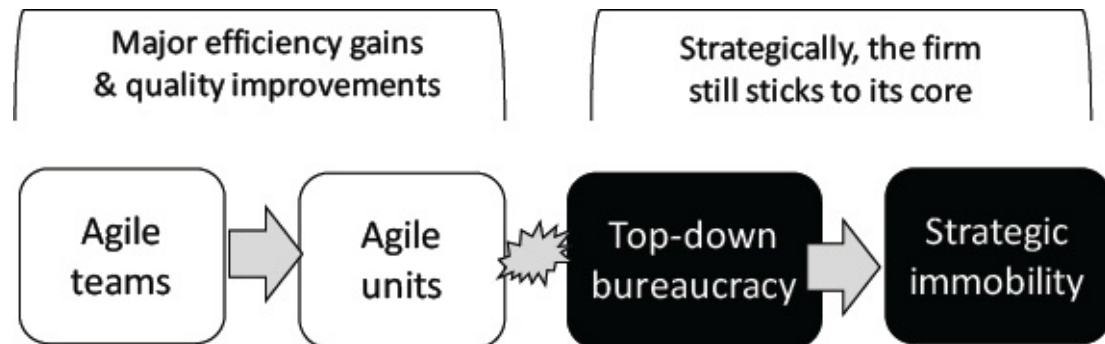 Major efficiency gains
& quality improvements
Strategically, the firm
still sticks to its core
Agile
teams
Agile
units
Top-down
bureaucracy
Strategic
immobility